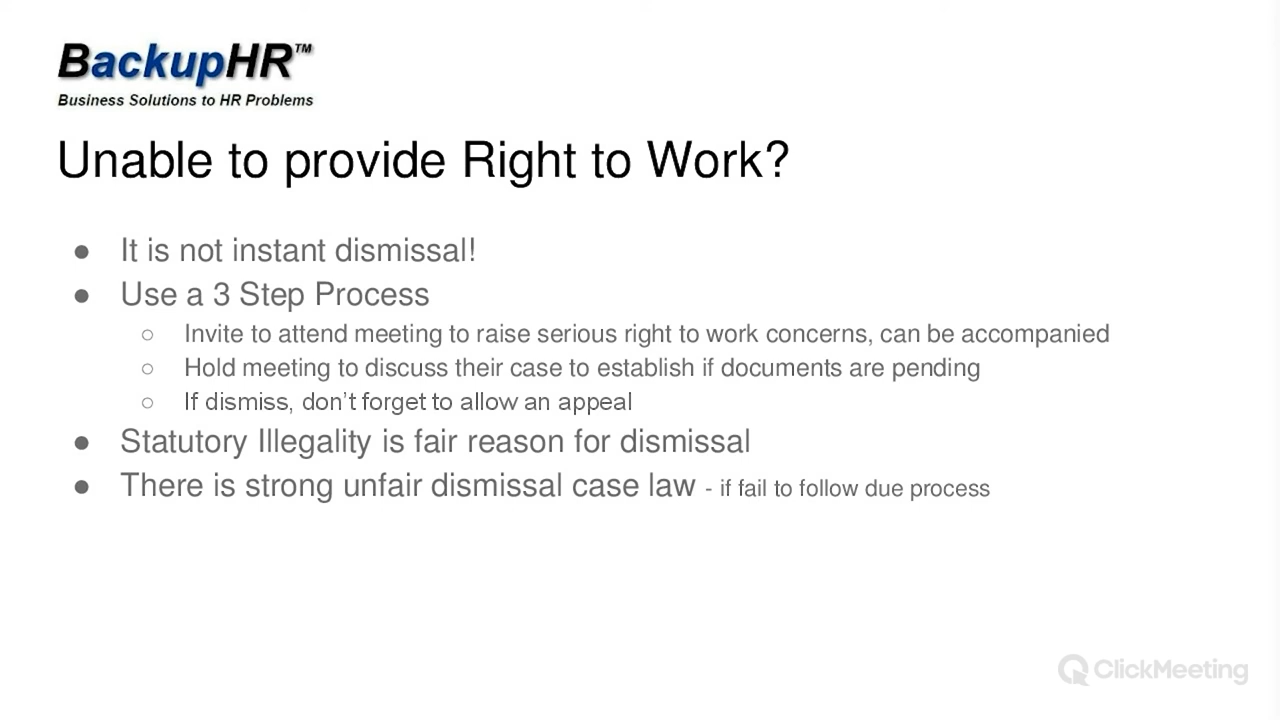 BackupHR™
Business Solutions to HR Problems
Unable to provide Right to Work?
● It is not instant dismissal!
● Use a 3 Step Process
○ Invite to attend meeting to raise serious right to work concerns, can be accompanied
○ Hold meeting to discuss their case to establish if documents are pending
○ If dismiss, don’t forget to allow an appeal
● Statutory Illegality is fair reason for dismissal
● There is strong unfair dismissal case law - if fail to follow due process
ClickMeeting